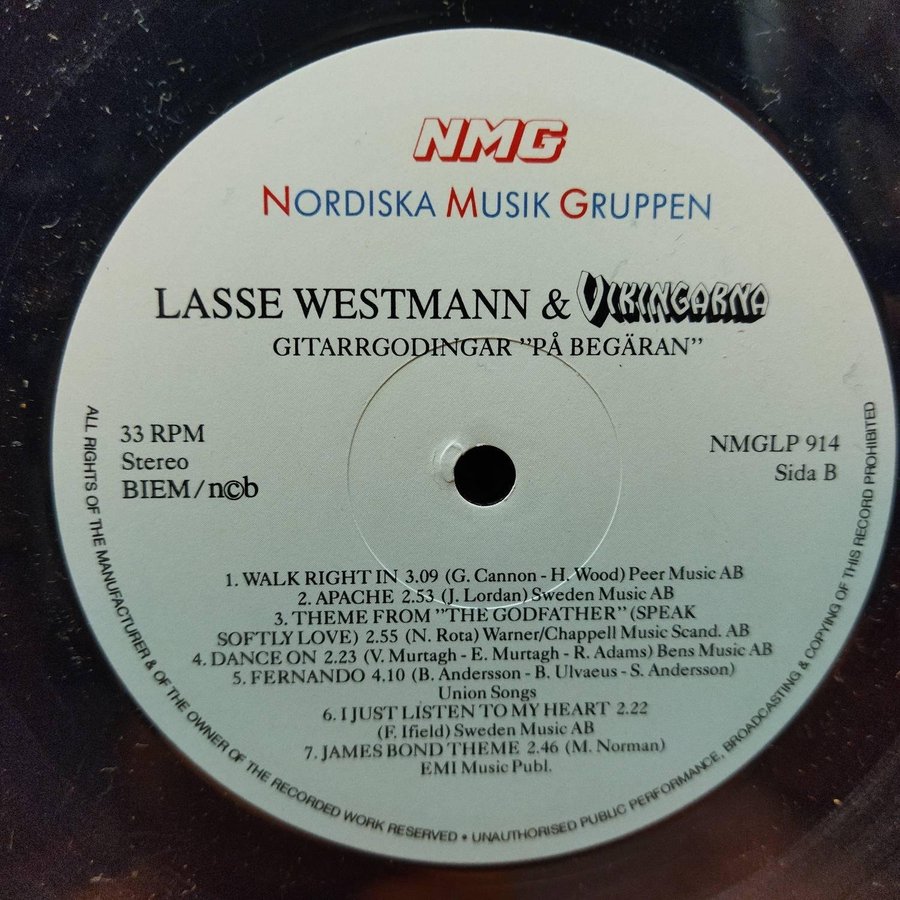 NMG
NORDISKA MUSIK GRUPPEN
LASSE WESTMANN & VIKINGARNA
GITARRGODINGAR ”PÅ BEGÄRAN”
33 RPM
Stereo
BIEM/n©b
NMGLP 914
Sida B
1. WALK RIGHT IN 3.09 (G. Cannon - H. Wood) Peer Music AB
2. APACHE 2.53 (J. Lordan) Sweden Music AB
3. THEME FROM ”THE GODFATHER” (SPEAK
SOFTLY LOVE) 2.55 (N. Rota) Warner/Chappell Music Scand. AB
4. DANCE ON 2.23 (V. Murtagh - E. Murtagh - R. Adams) Bens Music AB
5. FERNANDO 4.10 (B. Andersson - B. Ulvaeus - S. Andersson)
Union Songs
6. I JUST LISTEN TO MY HEART 2.22
(F. Ifield) Sweden Music AB
7. JAMES BOND THEME 2.46 (M. Norman)
EMI Music Publ.
ALL RIGHTS OF THE MANUFACTURER & OF THE OWNER OF THE RECORDED WORK RESERVED • UNAUTHORISED PUBLIC PERFORMANCE, BROADCASTING & COPYING OF THIS RECORD PROHIBITED